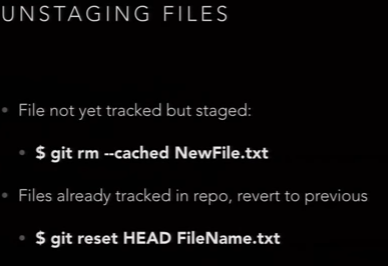 UNSTAGING FILES
• File not yet tracked but staged:
• $ git rm --cached NewFile.txt
• Files already tracked in repo, revert to previous
• $ git reset HEAD FileName.txt